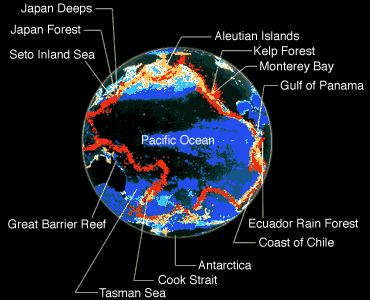 Japan Deeps
Japan Forest
Seto Inland Sea
Aleutian Islands
Kelp Forest
Monterey Bay
Gulf of Panama
Pacific Ocean
Great Barrier Reef
Ecuador Rain Forest
Coast of Chile
Antarctica
Cook Strait
Tasman Sea